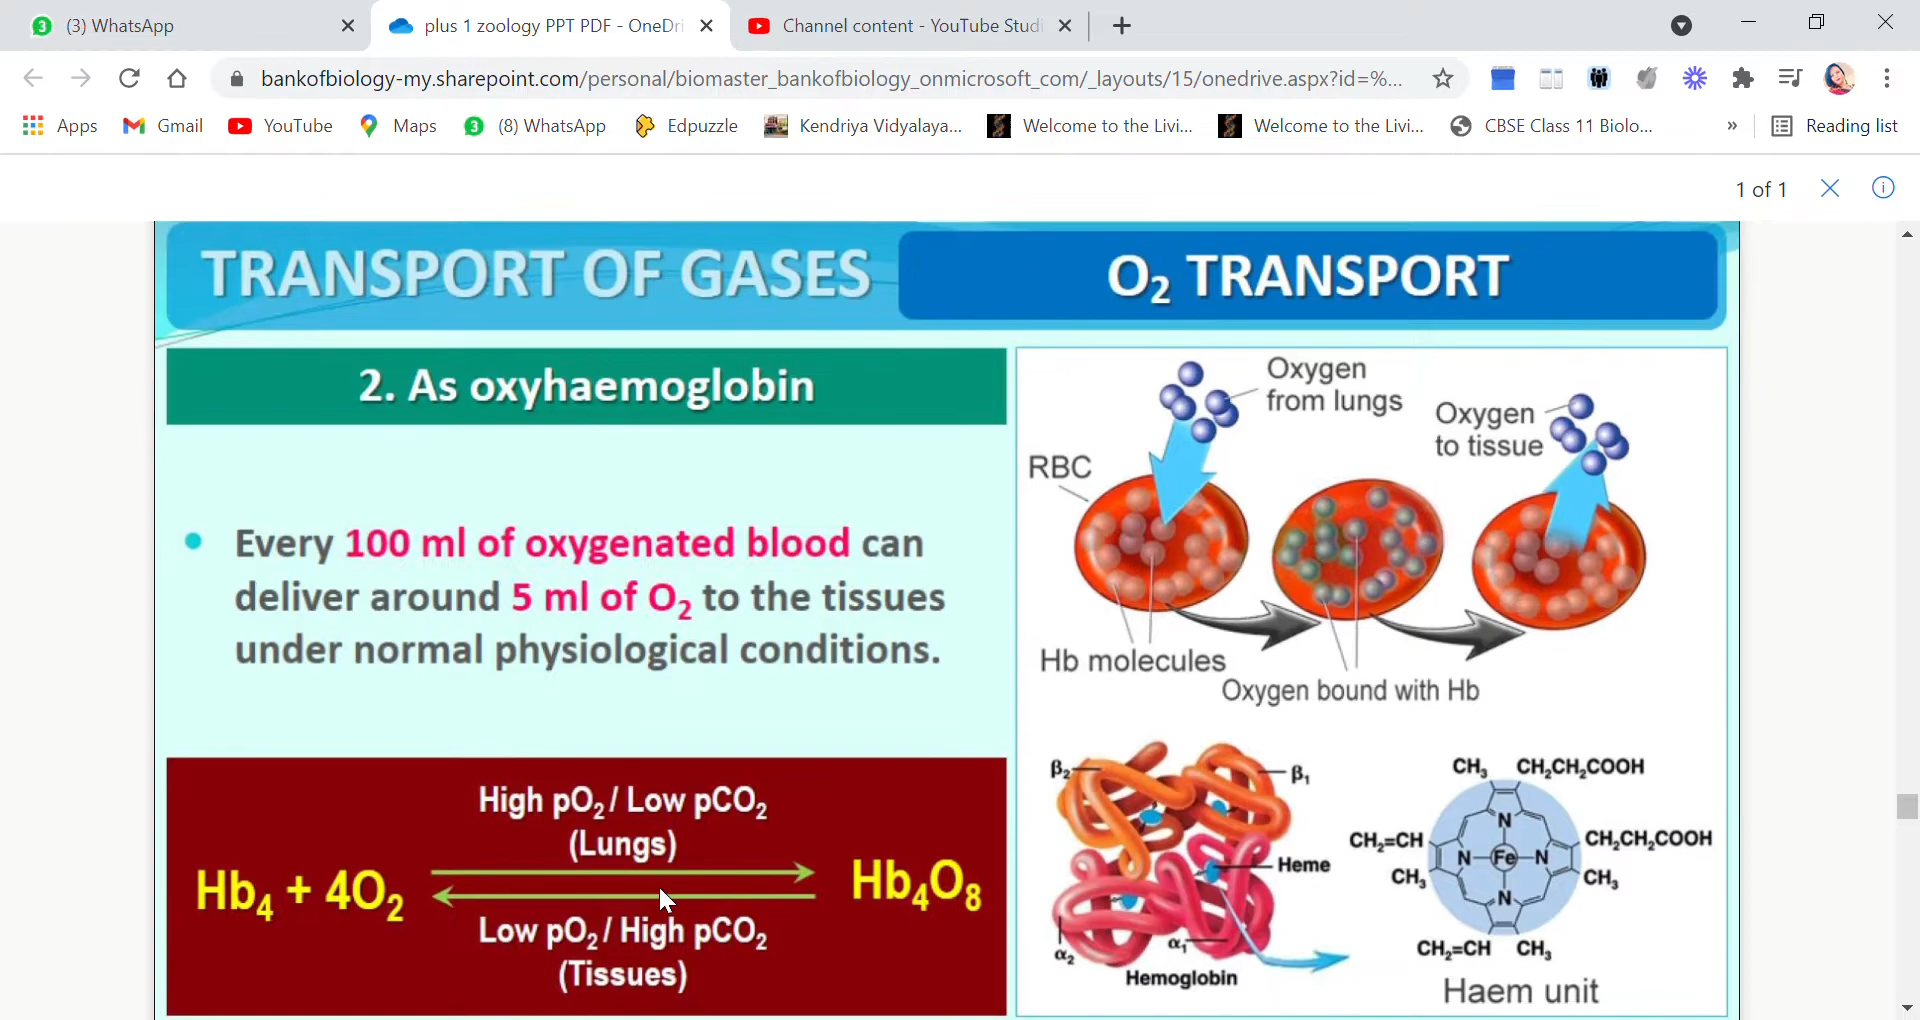 3 (3) WhatsApp
plus 1 zoology PPT PDF - OneDri
Channel content - YouTube Studi
bankofbiology-my.sharepoint.com/personal/biomaster_bankofbiology_onmicrosoft_com/_layouts/15/onedrive.aspx?id=%...
Apps Gmail YouTube Maps 3 (8) WhatsApp Edpuzzle Kendriya Vidyalaya... Welcome to the Livi... Welcome to the Livi... CBSE Class 11 Biolo... » Reading list
1 of 1
TRANSPORT OF GASES
O₂ TRANSPORT
2. As oxyhaemoglobin
• Every 100 ml of oxygenated blood can
deliver around 5 ml of O₂ to the tissues
under normal physiological conditions.
High pO₂ / Low pCO₂
(Lungs)
Hb₄ + 4O₂ Hb₄O₈
Low pO₂ / High pCO₂
(Tissues)
Oxygen
from lungs
Oxygen
to tissue
RBC
Hb molecules
Oxygen bound with Hb
β₂
β₁
Heme
α₂
α₁
Hemoglobin
CH₃ CH₂CH₂COOH
N
CH₂=CH CH₂CH₂COOH
N Fe N
CH₃ CH₃
N
CH₂=CH CH₃
Haem unit